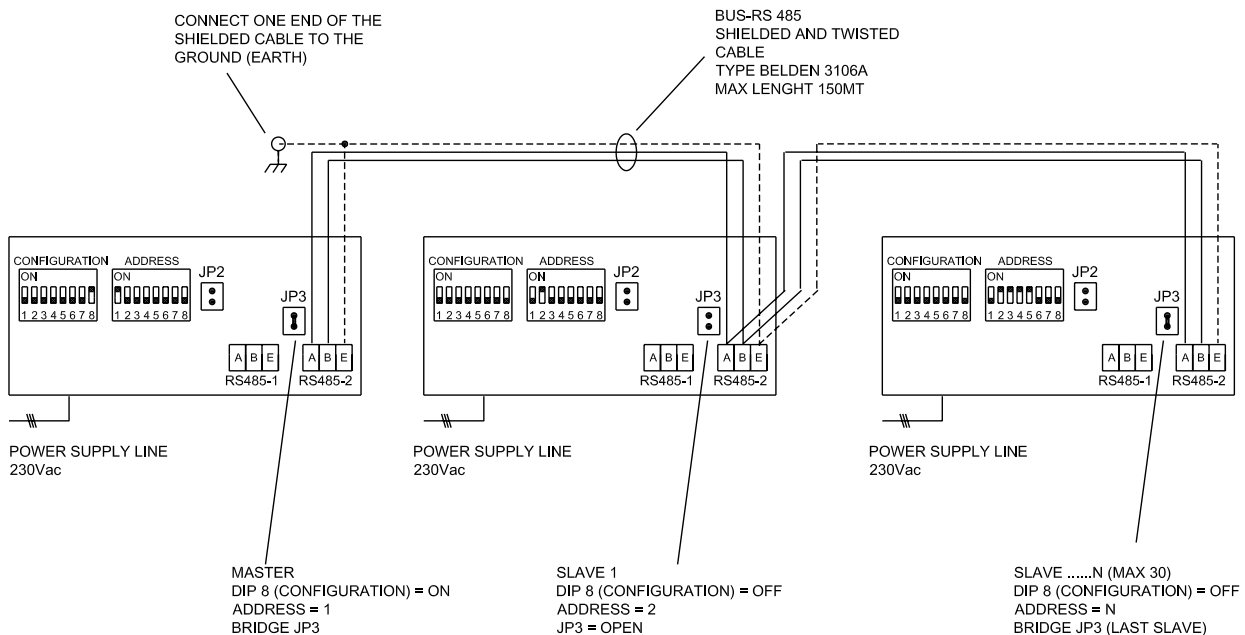 CONNECT ONE END OF THE
SHIELDED CABLE TO THE
GROUND (EARTH)
BUS-RS 485
SHIELDED AND TWISTED
CABLE
TYPE BELDEN 3106A
MAX LENGHT 150MT
CONFIGURATION
ON
1 2 3 4 5 6 7 8
ADDRESS
ON
1 2 3 4 5 6 7 8
JP2
JP3
A B E
RS485-1
A B E
RS485-2
POWER SUPPLY LINE
230Vac
CONFIGURATION
ON
1 2 3 4 5 6 7 8
ADDRESS
ON
1 2 3 4 5 6 7 8
JP2
JP3
A B E
RS485-1
A B E
RS485-2
POWER SUPPLY LINE
230Vac
CONFIGURATION
ON
1 2 3 4 5 6 7 8
ADDRESS
ON
1 2 3 4 5 6 7 8
JP2
JP3
A B E
RS485-1
A B E
RS485-2
POWER SUPPLY LINE
230Vac
MASTER
DIP 8 (CONFIGURATION) = ON
ADDRESS = 1
BRIDGE JP3
SLAVE 1
DIP 8 (CONFIGURATION) = OFF
ADDRESS = 2
JP3 = OPEN
SLAVE ......N (MAX 30)
DIP 8 (CONFIGURATION) = OFF
ADDRESS = N
BRIDGE JP3 (LAST SLAVE)